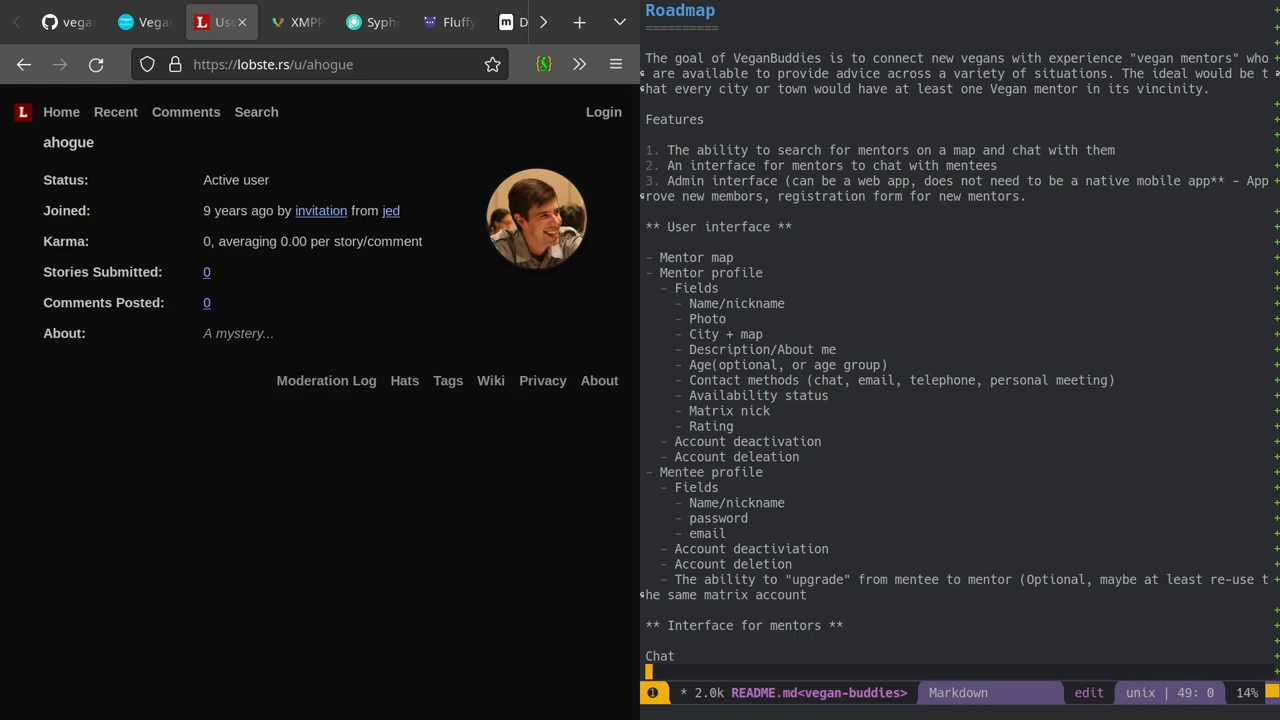 vegan
Vegan
L
Use
XMPP
Syph
Fluffy
m
D
https://lobste.rs/u/ahogue
L
Home
Recent
Comments
Search
Login
ahogue
Status:
Active user
Joined:
9 years ago by invitation from jed
Karma:
0, averaging 0.00 per story/comment
Stories Submitted:
0
Comments Posted:
0
About:
A mystery...
Moderation Log
Hats
Tags
Wiki
Privacy
About
Roadmap
==========
The goal of VeganBuddies is to connect new vegans with experience "vegan mentors" who
are available to provide advice across a variety of situations. The ideal would be t
hat every city or town would have at least one Vegan mentor in its vincinity.
Features
1. The ability to search for mentors on a map and chat with them
2. An interface for mentors to chat with mentees
3. Admin interface (can be a web app, does not need to be a native mobile app** - App
rove new membors, registration form for new mentors.
** User interface **
- Mentor map
- Mentor profile
- Fields
- Name/nickname
- Photo
- City + map
- Description/About me
- Age(optional, or age group)
- Contact methods (chat, email, telephone, personal meeting)
- Availability status
- Matrix nick
- Rating
- Account deactivation
- Account deleation
- Mentee profile
- Fields
- Name/nickname
- password
- email
- Account deactiviation
- Account deletion
- The ability to "upgrade" from mentee to mentor (Optional, maybe at least re-use t
he same matrix account
** Interface for mentors **
Chat
1 * 2.0k README.md<vegan-buddies> Markdown edit unix | 49: 0 14%